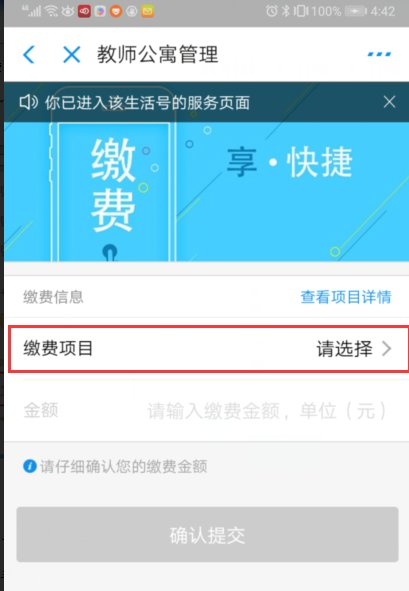 100% 4:42
教师公寓管理
你已进入该生活号的服务页面
缴费
享·快捷
缴费信息 查看项目详情
缴费项目 请选择
金额 请输入缴费金额，单位（元）
请仔细确认您的缴费金额
确认提交